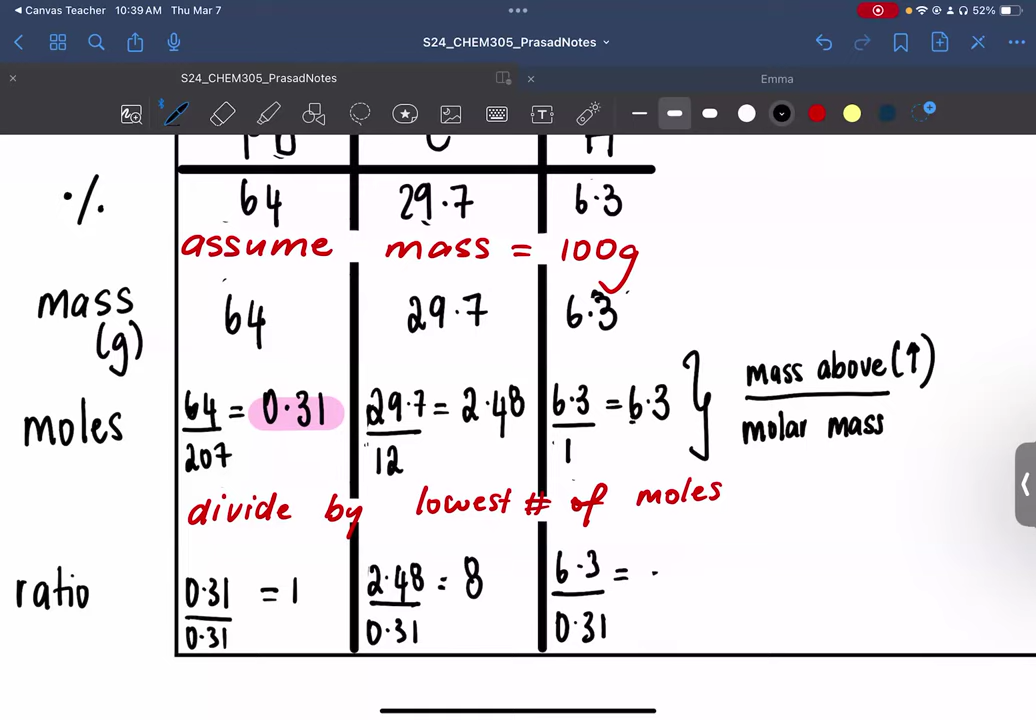 Canvas Teacher 10:39 AM Thu Mar 7 52%
S24_CHEM305_PrasadNotes
S24_CHEM305_PrasadNotes Emma
Pb C H
% 64 29.7 6.3
assume mass = 100g
mass (g) 64 29.7 6.3
moles 64/207 = 0.31 29.7/12 = 2.48 6.3/1 = 6.3 } mass above (↑) / molar mass
divide by lowest # of moles
ratio 0.31/0.31 = 1 2.48/0.31 = 8 6.3/0.31 =